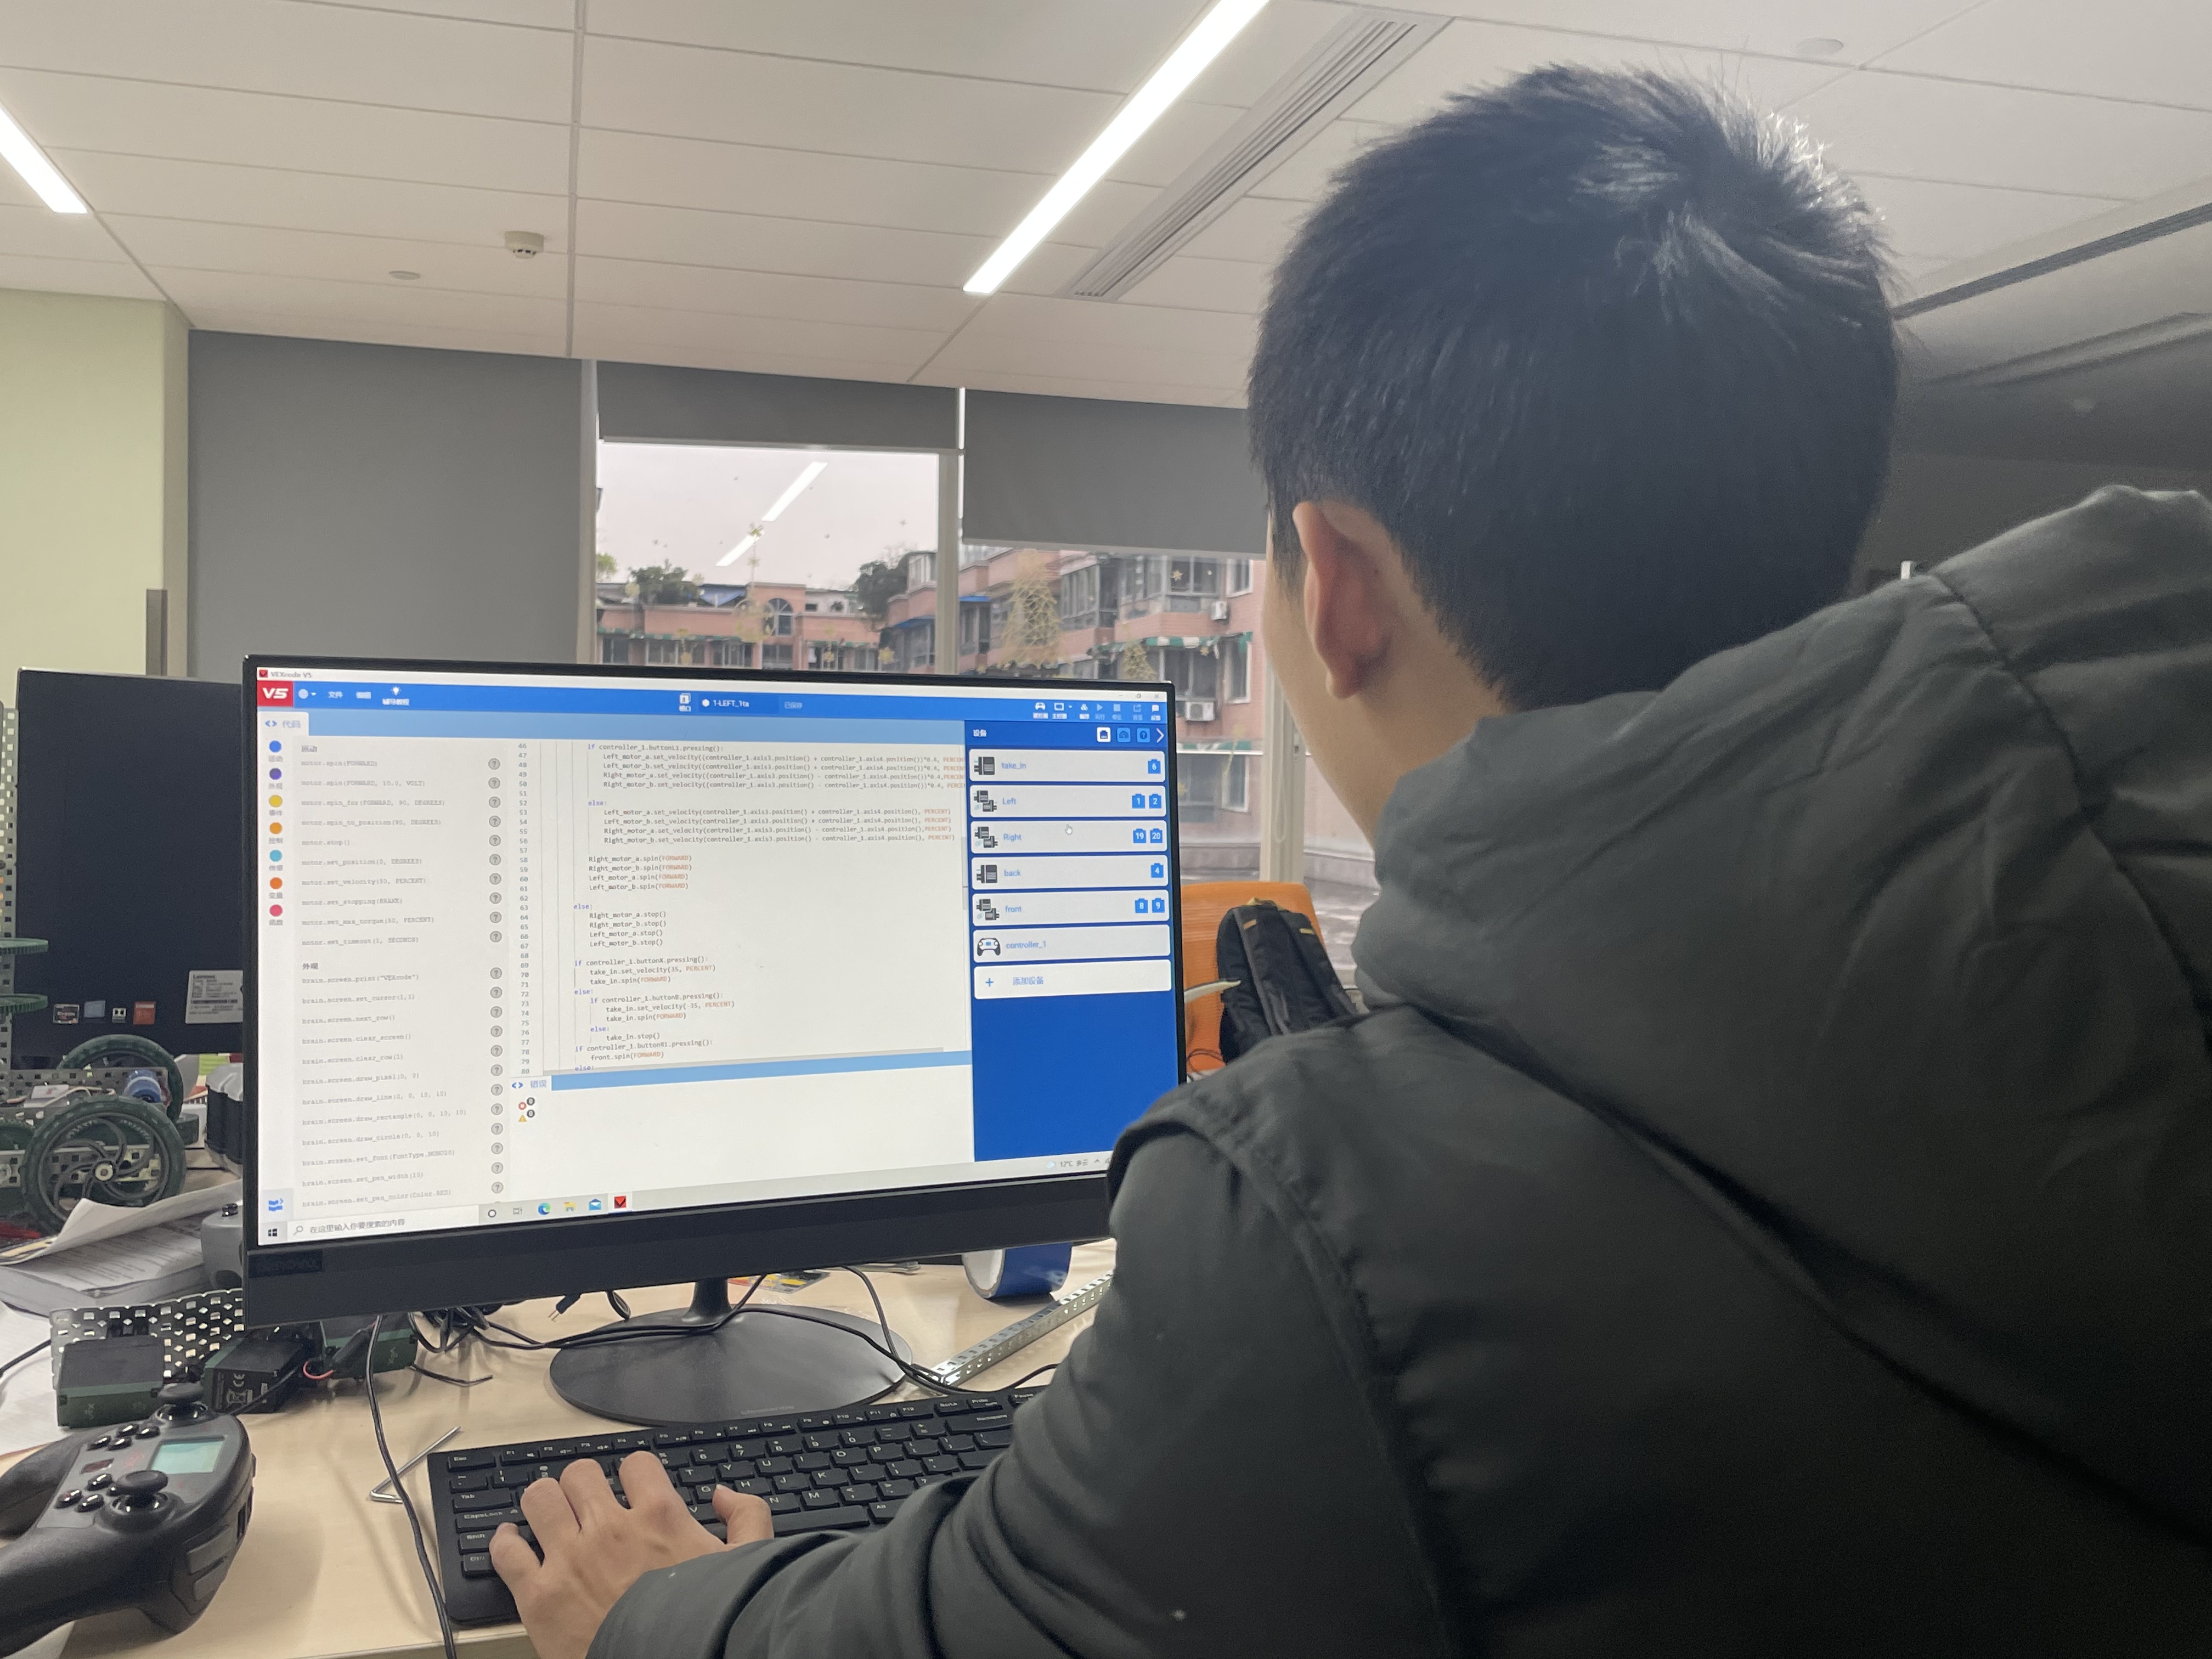 VEXcode V5
V5
文件
编辑
辅导教程
1-LEFT_1ta
已保存
代码
运动
motor.spin(FORWARD)
motor.spin(FORWARD, 10.0, VOLT)
motor.spin_for(FORWARD, 90, DEGREES)
motor.spin_to_position(90, DEGREES)
motor.stop()
motor.set_position(0, DEGREES)
motor.set_velocity(50, PERCENT)
motor.set_stopping(BRAKE)
motor.set_max_torque(50, PERCENT)
motor.set_timeout(1, SECONDS)
外观
brain.screen.print("VEXcode")
brain.screen.set_cursor(1,1)
brain.screen.next_row()
brain.screen.clear_screen()
brain.screen.clear_row(1)
brain.screen.draw_pixel(0, 0)
brain.screen.draw_line(0, 0, 10, 10)
brain.screen.draw_rectangle(0, 0, 10, 10)
brain.screen.draw_circle(0, 0, 10)
brain.screen.set_font(FontType.MONO20)
brain.screen.set_pen_width(10)
brain.screen.set_pen_color(Color.RED)
46 if controller_1.buttonL1.pressing():
47 Left_motor_a.set_velocity((controller_1.axis3.position() + controller_1.axis4.position())*0.4, PERCENT
48 Left_motor_b.set_velocity((controller_1.axis3.position() + controller_1.axis4.position())*0.4, PERCENT
49 Right_motor_a.set_velocity((controller_1.axis3.position() - controller_1.axis4.position())*0.4,PERCENT
50 Right_motor_b.set_velocity((controller_1.axis3.position() - controller_1.axis4.position())*0.4, PERCE
51
52 else:
53 Left_motor_a.set_velocity(controller_1.axis3.position() + controller_1.axis4.position(), PERCENT)
54 Left_motor_b.set_velocity(controller_1.axis3.position() + controller_1.axis4.position(), PERCENT)
55 Right_motor_a.set_velocity(controller_1.axis3.position() - controller_1.axis4.position(),PERCENT)
56 Right_motor_b.set_velocity(controller_1.axis3.position() - controller_1.axis4.position(), PERCENT)
57
58 Right_motor_a.spin(FORWARD)
59 Right_motor_b.spin(FORWARD)
60 Left_motor_a.spin(FORWARD)
61 Left_motor_b.spin(FORWARD)
62
63 else:
64 Right_motor_a.stop()
65 Right_motor_b.stop()
66 Left_motor_a.stop()
67 Left_motor_b.stop()
68
69 if controller_1.buttonX.pressing():
70 take_in.set_velocity(35, PERCENT)
71 take_in.spin(FORWARD)
72 else:
73 if controller_1.buttonB.pressing():
74 take_in.set_velocity(-35, PERCENT)
75 take_in.spin(FORWARD)
76 else:
77 take_in.stop()
78 if controller_1.buttonR1.pressing():
79 front.spin(FORWARD)
80 else:
错误
0
0
设备
take_in 6
Left 1 2
Right 19 20
back 4
front 8 9
controller_1
+ 添加设备
在这里输入你要搜索的内容
12°C 多云
Lenovo